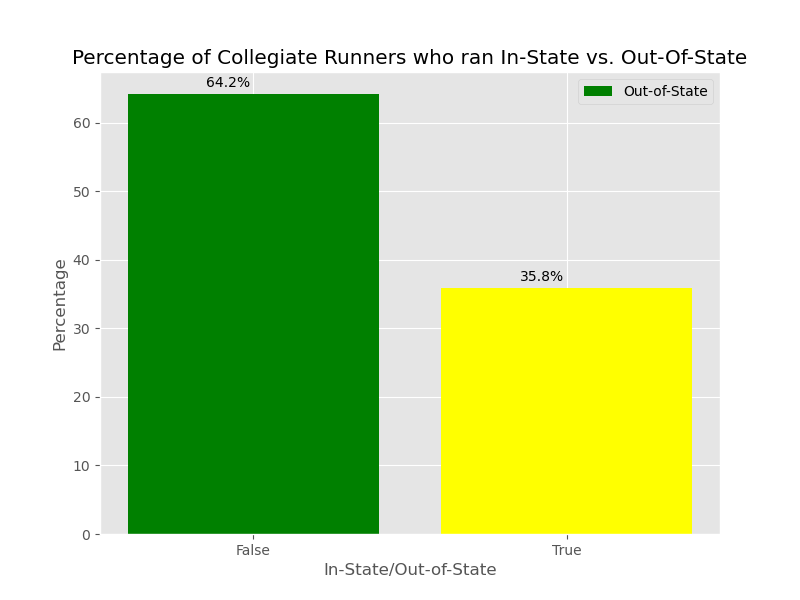 Percentage of Collegiate Runners who ran In-State vs. Out-Of-State
64.2%
Out-of-State
60
50
40
35.8%
30
20
10
0
Percentage
False
True
In-State/Out-of-State